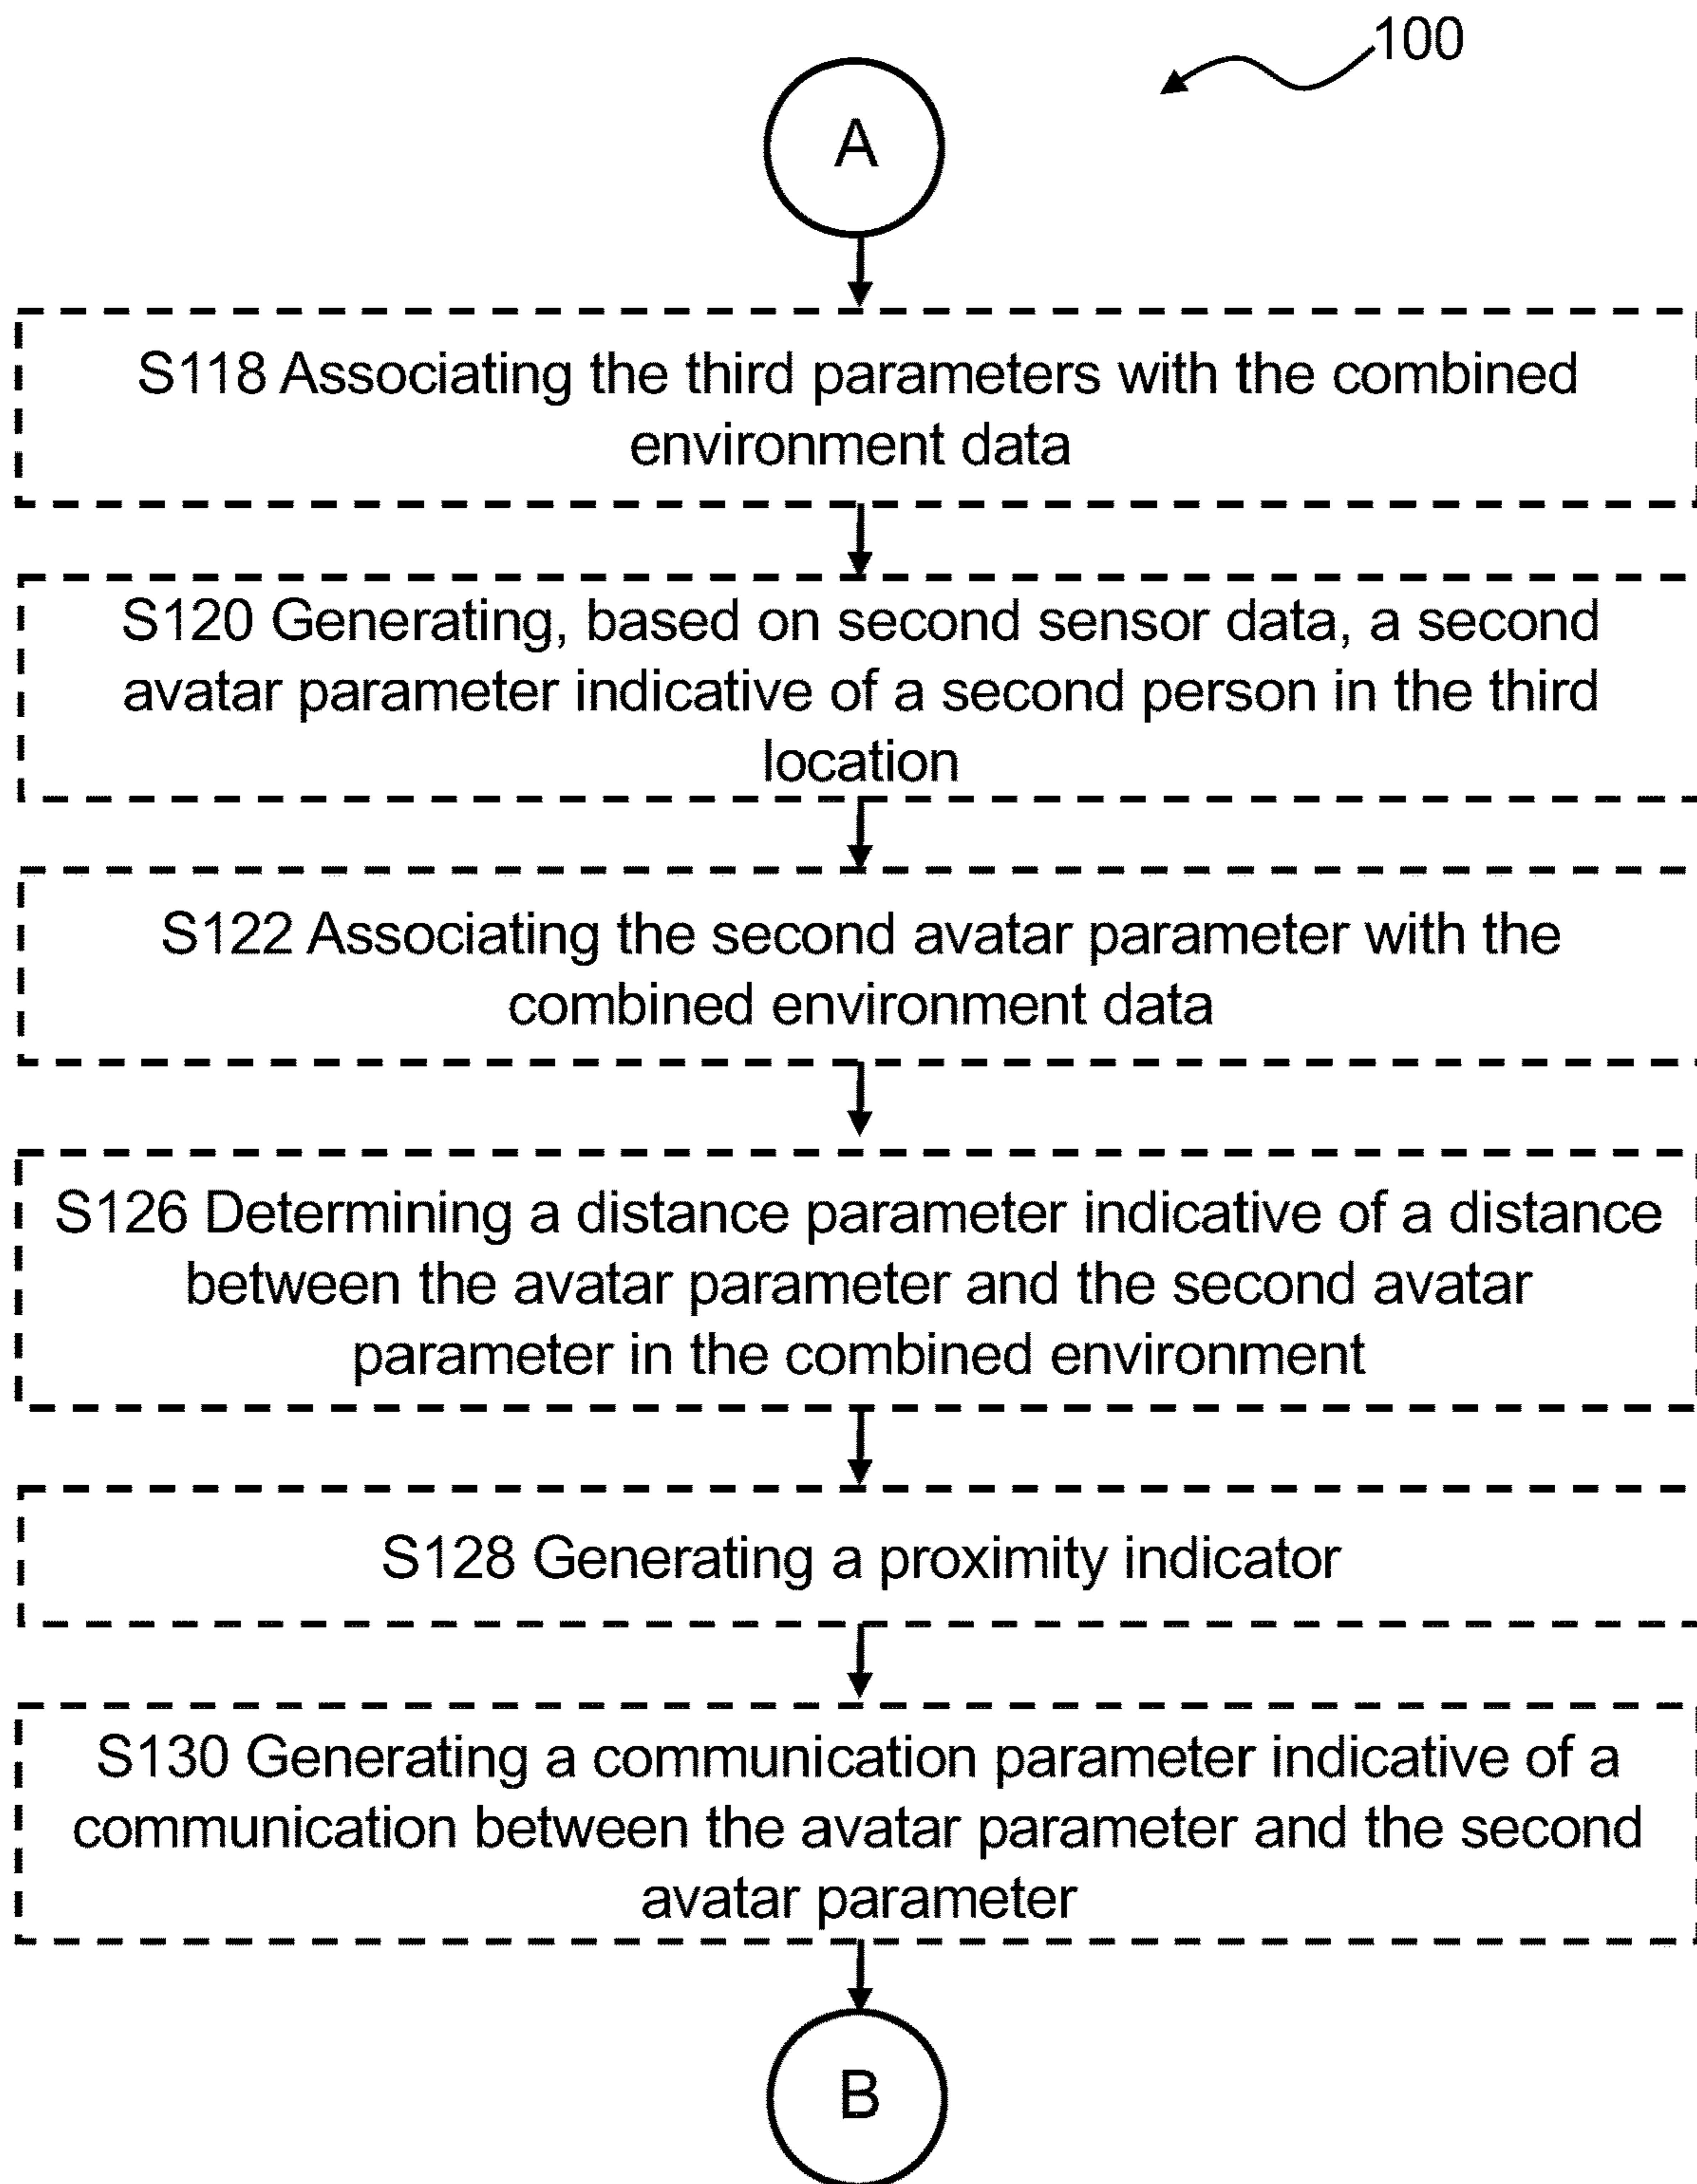 100
A
S118 Associating the third parameters with the combined
environment data
S120 Generating, based on second sensor data, a second
avatar parameter indicative of a second person in the third
location
S122 Associating the second avatar parameter with the
combined environment data
S126 Determining a distance parameter indicative of a distance
between the avatar parameter and the second avatar
parameter in the combined environment
S128 Generating a proximity indicator
S130 Generating a communication parameter indicative of a
communication between the avatar parameter and the second
avatar parameter
B